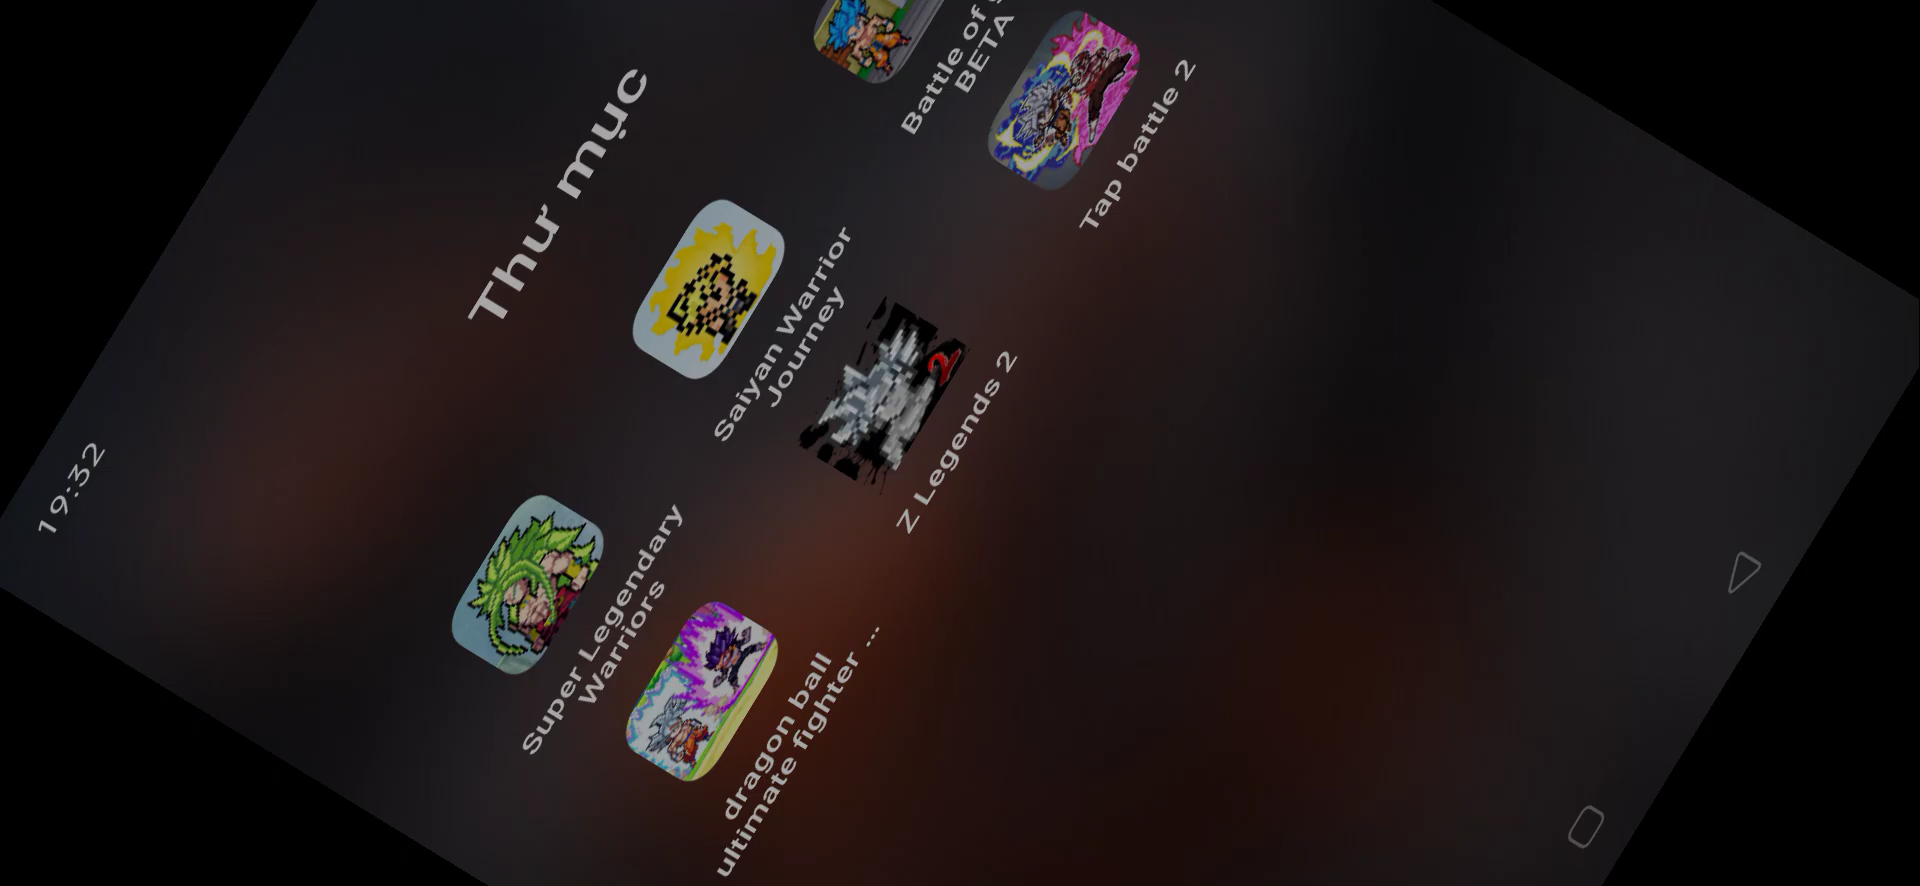 19:32
Thư mục
Super Legendary
Warriors
Saiyan Warrior
Journey
Battle of
BETA
dragon ball
ultimate fighter ...
Z Legends 2
Tap battle 2